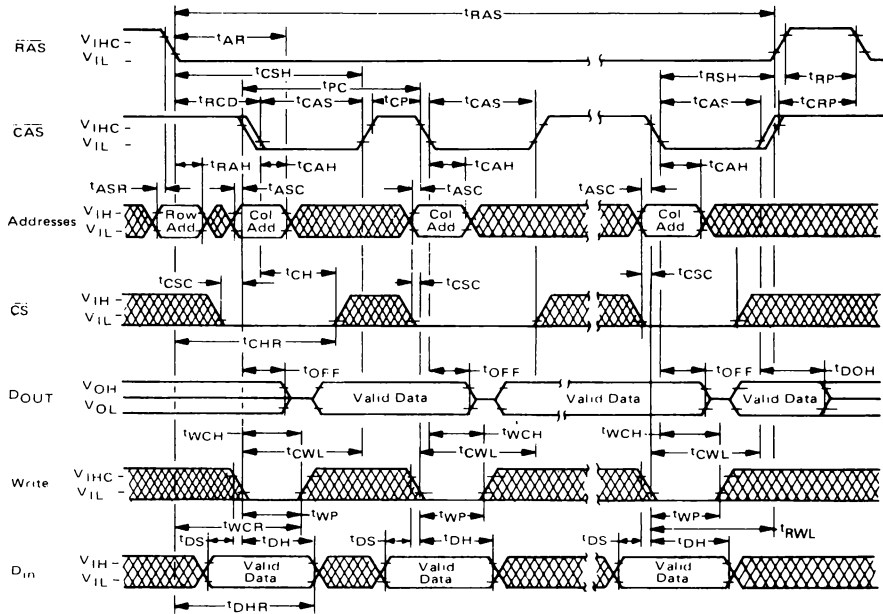 tRAS
RAS VIHC
VIL
tAR
tCSH
tPC
tRSH
tRP
tRCD tCAS tCP tCAS tCAS tCRP
CAS VIHC
VIL
tRAH tCAH tCAH tCAH
tASR tASC tASC tASC
Addresses VIH
VIL
Row Add
Col Add
Col Add
Col Add
tCSC tCH tCSC tCSC
CS VIH
VIL
tCHR
tOFF tOFF tOFF tDOH
DOUT VOH
VOL
Valid Data Valid Data Valid Data
tWCH tWCH tWCH
tCWL tCWL tCWL
Write VIHC
VIL
tWP tWP tWP
tWCR tRWL
tDS tDH tDS tDH tDS tDH
Din VIH
VIL
Valid Data
Valid Data
Valid Data
tDHR